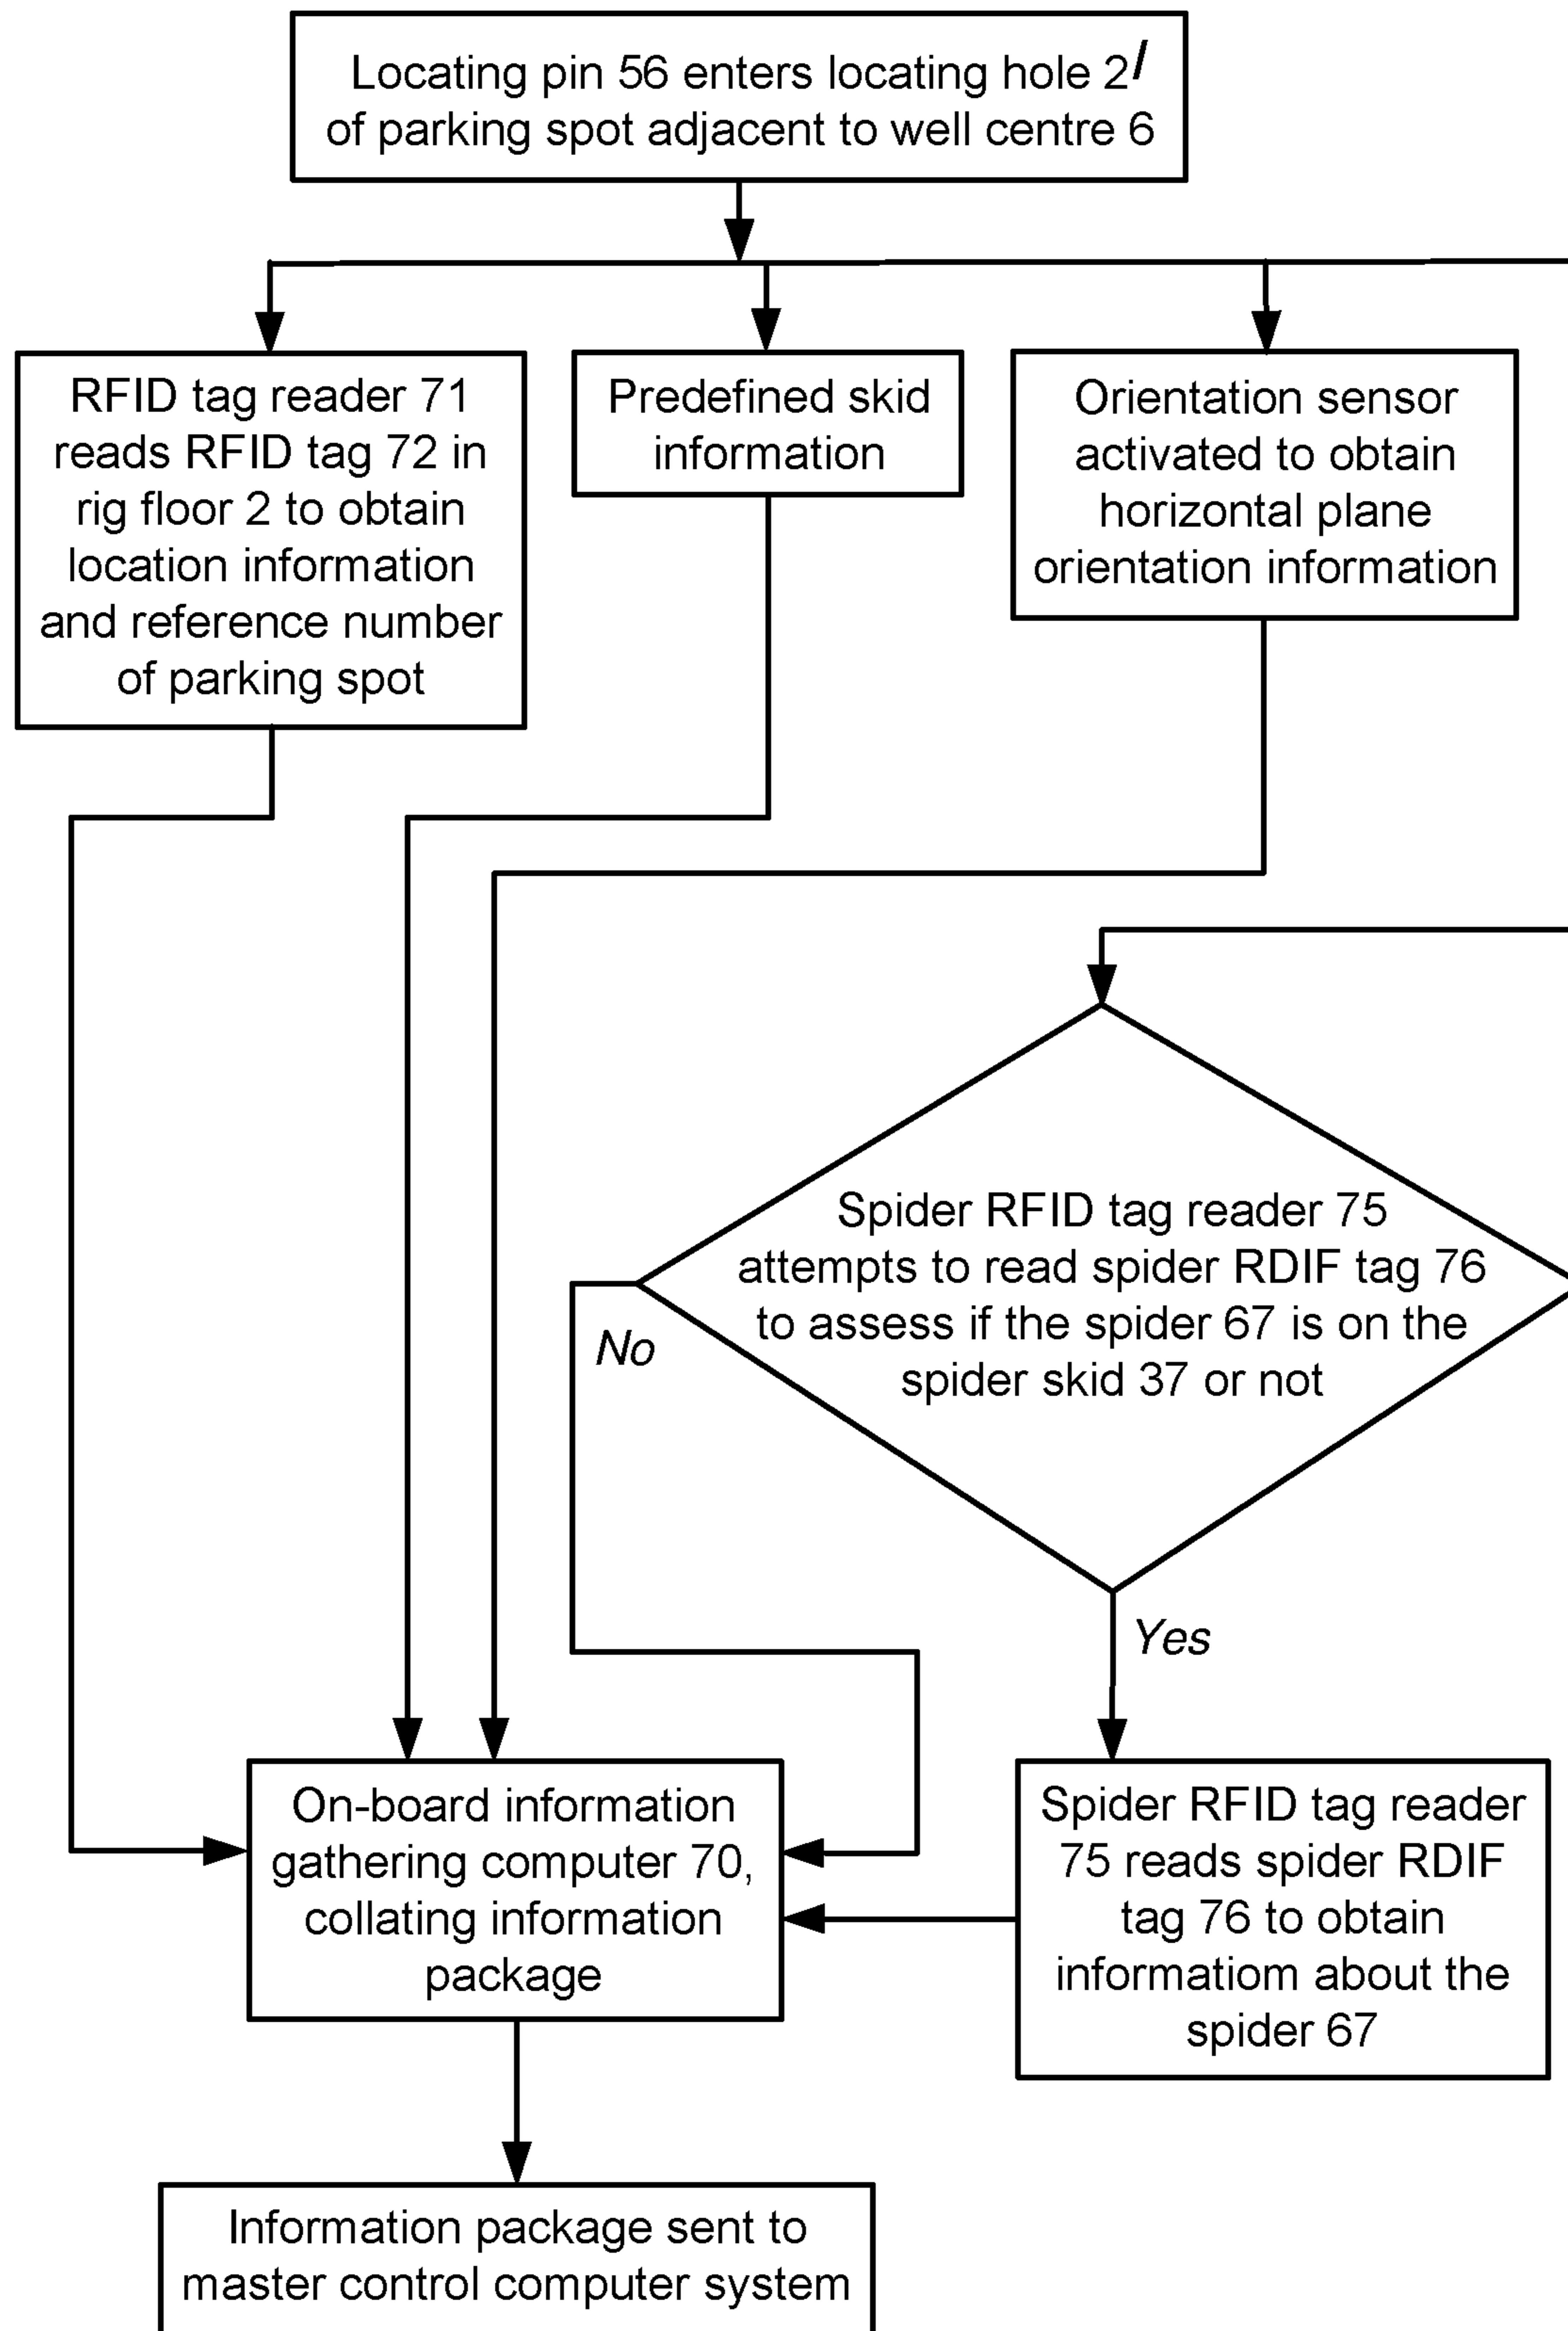 Locating pin 56 enters locating hole 2/
of parking spot adjacent to well centre 6
RFID tag reader 71
reads RFID tag 72 in
rig floor 2 to obtain
location information
and reference number
of parking spot
Predefined skid
information
Orientation sensor
activated to obtain
horizontal plane
orientation information
Spider RFID tag reader 75
attempts to read spider RDIF tag 76
to assess if the spider 67 is on the
spider skid 37 or not
No
Yes
On-board information
gathering computer 70,
collating information
package
Spider RFID tag reader
75 reads spider RDIF
tag 76 to obtain
informatiom about the
spider 67
Information package sent to
master control computer system